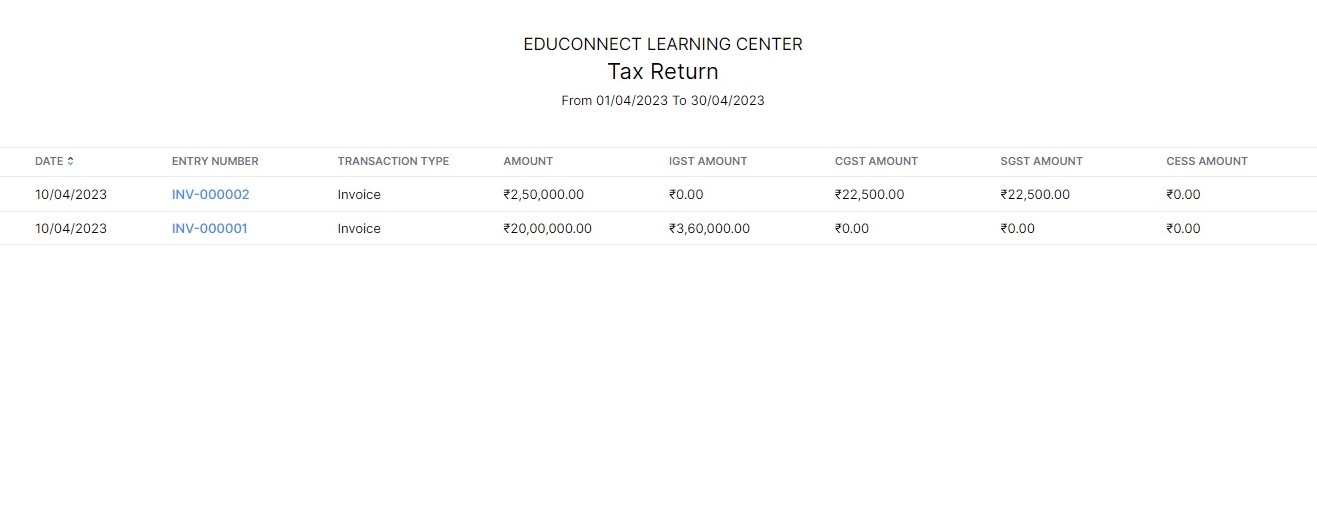 EDUCONNECT LEARNING CENTER
Tax Return
From 01/04/2023 To 30/04/2023
DATE ENTRY NUMBER TRANSACTION TYPE AMOUNT IGST AMOUNT CGST AMOUNT SGST AMOUNT CESS AMOUNT
10/04/2023 INV-000002 Invoice ₹2,50,000.00 ₹0.00 ₹22,500.00 ₹22,500.00 ₹0.00
10/04/2023 INV-000001 Invoice ₹20,00,000.00 ₹3,60,000.00 ₹0.00 ₹0.00 ₹0.00